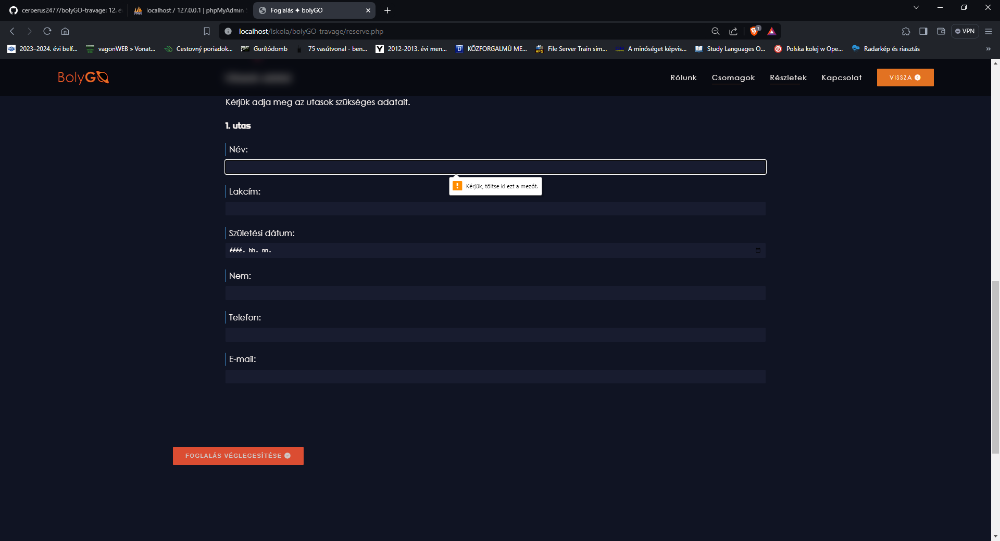 cerberus2477/bolyGO-travage: 12. é
localhost / 127.0.0.1 | phpMyAdmin
Foglalás ✦ bolyGO
localhost/Iskola/bolyGO-travage/reserve.php
1
VPN
2023–2024. évi belf...
vagonWEB » Vonat...
Cestovný poriadok...
Gurítódomb
75 vasútvonal - ben...
Y
2012-2013. évi men...
D
KÖZFORGALMÚ ME...
HFS
File Server Train sim...
A minőséget képvis...
Study Languages O...
Polska kolej w Ope...
Radarkép és riasztás
»
BolyGO
Rólunk
Csomagok
Részletek
Kapcsolat
VISSZA
Kérjük adja meg az utasok szükséges adatait.
1. utas
Név:
Kérjük, töltse ki ezt a mezőt.
Lakcím:
Születési dátum:
éééé. hh. nn.
Nem:
Telefon:
E-mail:
FOGLALÁS VÉGLEGESÍTÉSE